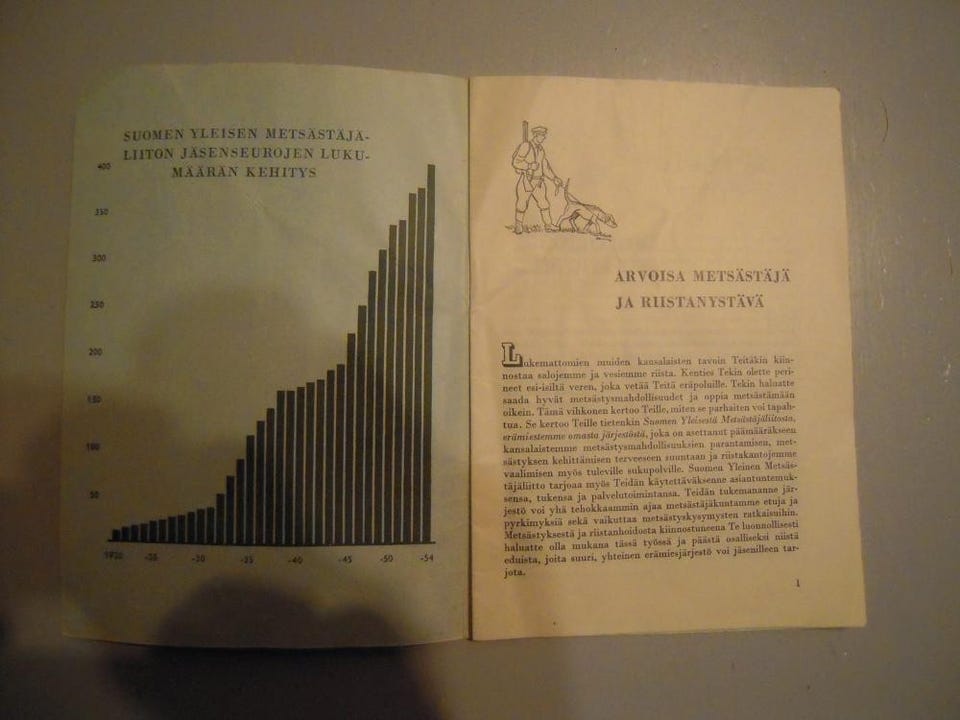 SUOMEN YLEISEN METSÄSTÄJÄ-
LIITON JÄSENSEUROJEN LUKU-
MÄÄRÄN KEHITYS
400
350
300
250
200
150
100
50
1920 -25 -30 -35 -40 -45 -50 -54
ARVOISA METSÄSTÄJÄ
JA RIISTANYSTÄVÄ
Lukemattomien muiden kansalaisten tavoin Teitäkin kiin-
nostaa salojemme ja vesiemme riista. Kenties Tekin olette peri-
neet esi-isiltä veren, joka vetää Teitä eräpoluille. Tekin haluatte
saada hyvät metsästysmahdollisuudet ja oppia metsästämään
oikein. Tämä vihkonen kertoo Teille, miten se parhaiten voi tapah-
tua. Se kertoo Teille tietenkin Suomen Yleisestä Metsästäjäliitosta,
erämiestemme omasta järjestöstä, joka on asettanut päämääräkseen
kansalaistemme metsästysmahdollisuuksien parantamisen, met-
sästyksen kehittämisen terveeseen suuntaan ja riistakantojemme
vaalimisen myös tuleville sukupolville. Suomen Yleinen Metsäs-
täjäliitto tarjoaa myös Teidän käytettäväksenne asiantuntemuk-
sensa, tukensa ja palvelutoimintansa. Teidän tukemananne jär-
jestö voi yhä tehokkaammin ajaa metsästäjäkuntamme etuja ja
pyrkimyksiä sekä vaikuttaa metsästyskysymysten ratkaisuihin.
Metsästyksestä ja riistanhoidosta kiinnostuneena Te luonnollisesti
haluatte olla mukana tässä työssä ja päästä osalliseksi niistä
eduista, joita suuri, yhteinen erämiesjärjestö voi jäsenilleen tar-
jota.
1